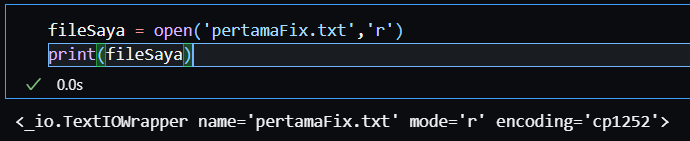 fileSaya = open('pertamaFix.txt','r')
print(fileSaya)
0.0s
<_io.TextIOWrapper name='pertamaFix.txt' mode='r' encoding='cp1252'>